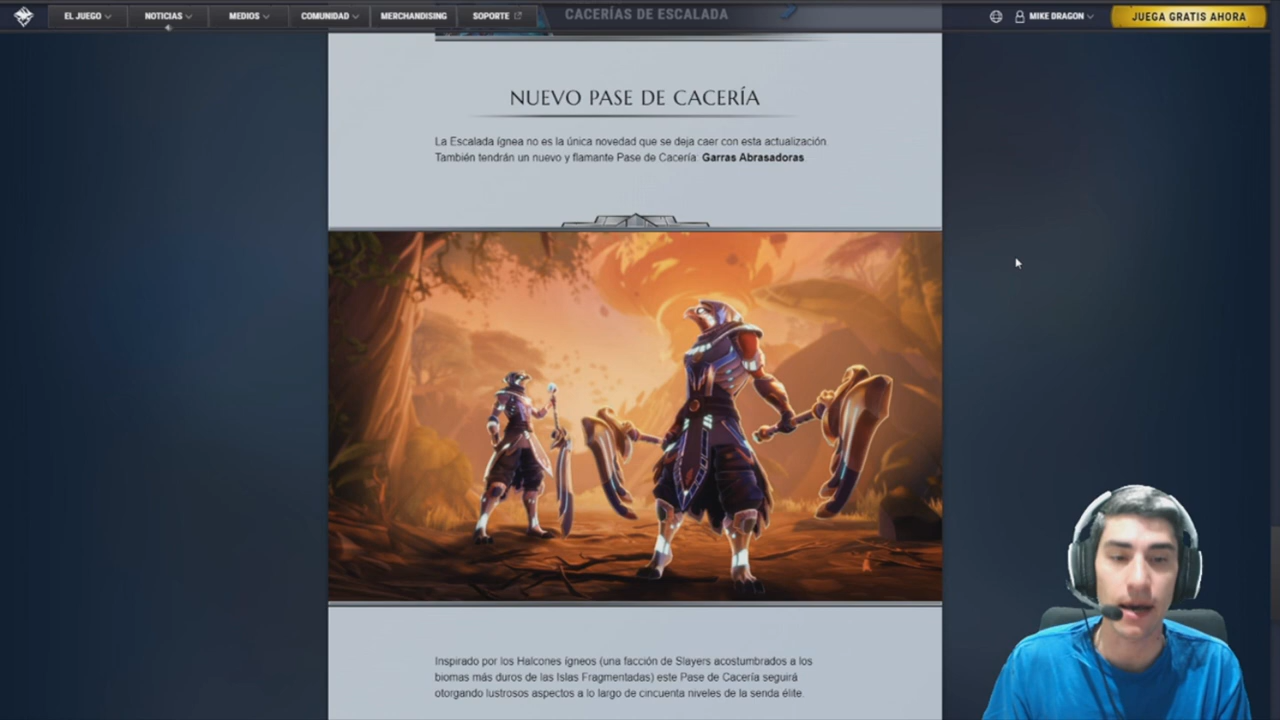 EL JUEGO
NOTICIAS
MEDIOS
COMUNIDAD
MERCHANDISING
SOPORTE
CACERÍAS DE ESCALADA
MIKE DRAGON
JUEGA GRATIS AHORA
NUEVO PASE DE CACERÍA
La Escalada ígnea no es la única novedad que se deja caer con esta actualización.
También tendrán un nuevo y flamante Pase de Cacería: Garras Abrasadoras.
Inspirado por los Halcones ígneos (una facción de Slayers acostumbrados a los
biomas más duros de las Islas Fragmentadas) este Pase de Cacería seguirá
otorgando lustrosos aspectos a lo largo de cincuenta niveles de la senda élite.